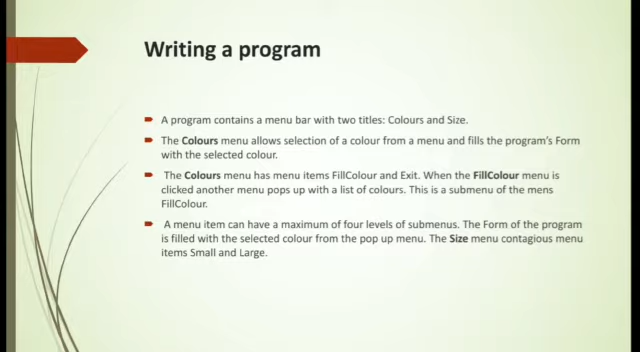 Writing a program
A program contains a menu bar with two titles: Colours and Size.
The Colours menu allows selection of a colour from a menu and fills the program's Form
with the selected colour.
The Colours menu has menu items FillColour and Exit. When the FillColour menu is
clicked another menu pops up with a list of colours. This is a submenu of the mens
FillColour.
A menu item can have a maximum of four levels of submenus. The Form of the program
is filled with the selected colour from the pop up menu. The Size menu contagious menu
items Small and Large.